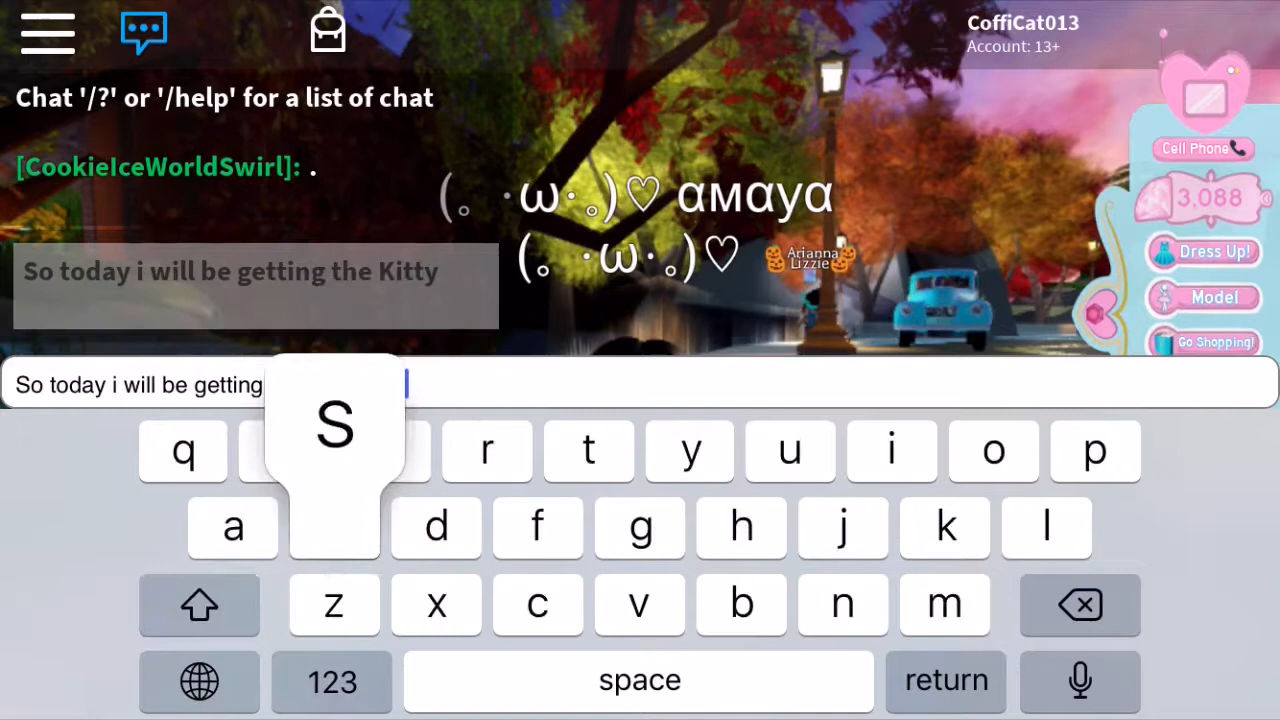 CoffiCat013
Account: 13+
Chat '/?' or '/help' for a list of chat
[CookieIceWorldSwirl]: .
(。 ·ω·。)♡ αмαуα
(。 ·ω·。)♡
Arianna
Lizzie
Cell Phone
3,088
Dress Up!
Model
Go Shopping!
So today i will be getting the Kitty
So today i will be getting
S
q r t y u i o p
a d f g h j k l
z x c v b n m
123 space return